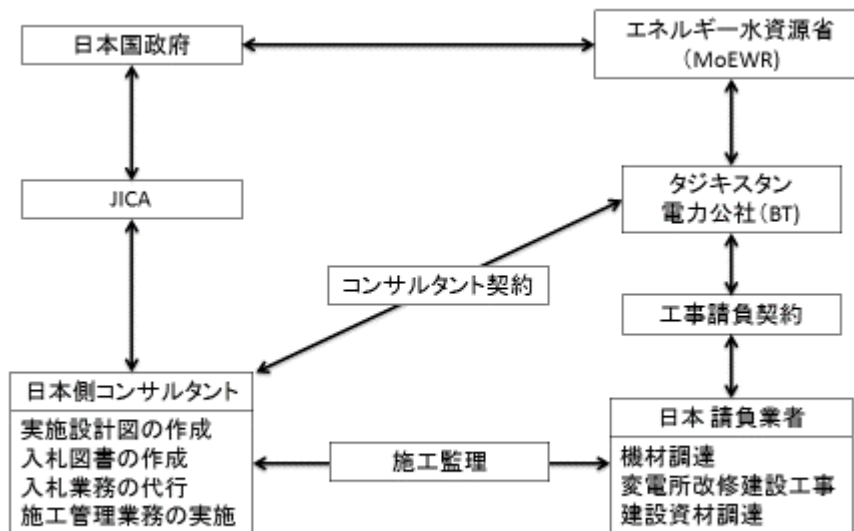 日本国政府
エネルギー水資源省
(MoEWR)
JICA
タジキスタン
電力公社(BT)
コンサルタント契約
工事請負契約
日本側コンサルタント
実施設計図の作成
入札図書の作成
入札業務の代行
施工管理業務の実施
施工監理
日本 請負業者
機材調達
変電所改修建設工事
建設資材調達